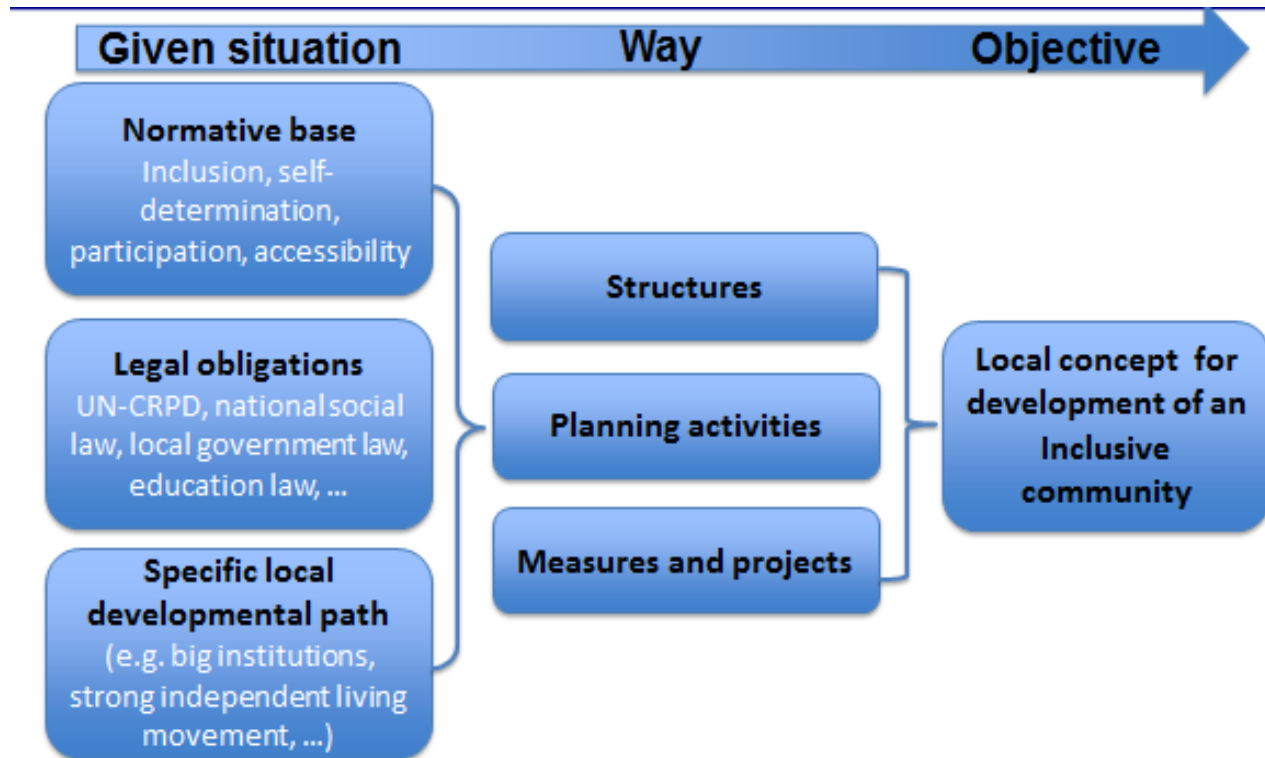 Given situation Way Objective
Normative base
Inclusion, self-
determination,
participation, accessibility
Legal obligations
UN-CRPD, national social
law, local government law,
education law, ...
Specific local
developmental path
(e.g. big institutions,
strong independent living
movement, ...)
Structures
Planning activities
Measures and projects
Local concept for
development of an
Inclusive
community